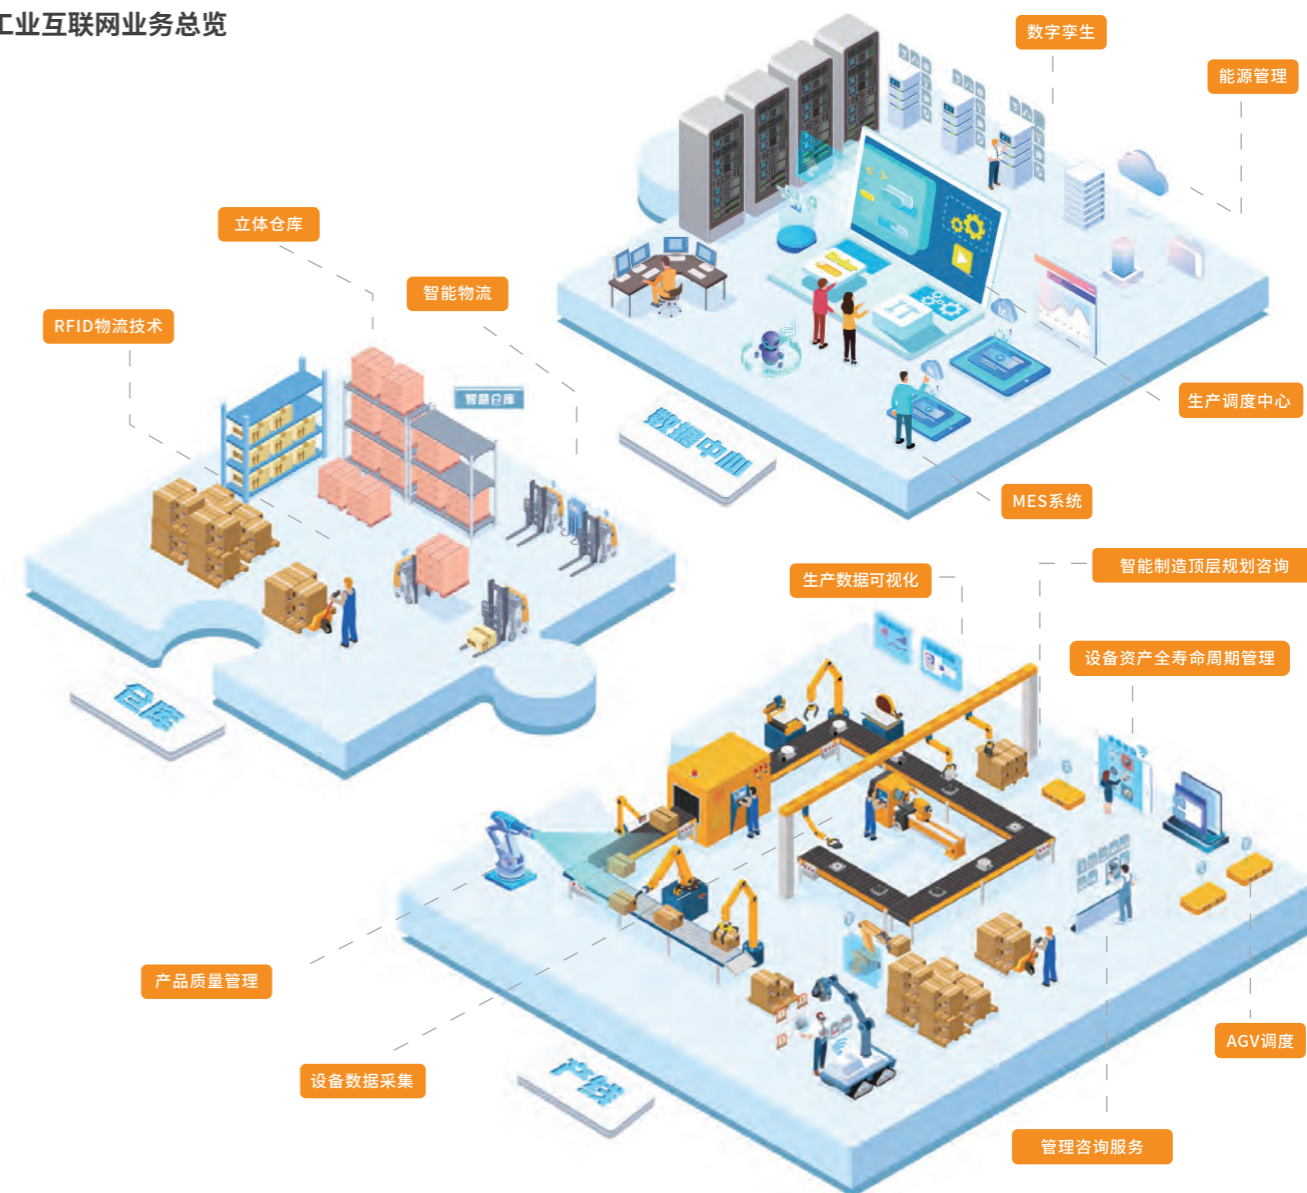 工业互联网业务总览
数字孪生
能源管理
立体仓库
智能物流
RFID物流技术
智慧仓库
IT
生产调度中心
数据中心
MES系统
生产数据可视化
智能制造顶层规划咨询
设备资产全寿命周期管理
仓库
产品质量管理
设备数据采集
产线
AGV调度
管理咨询服务